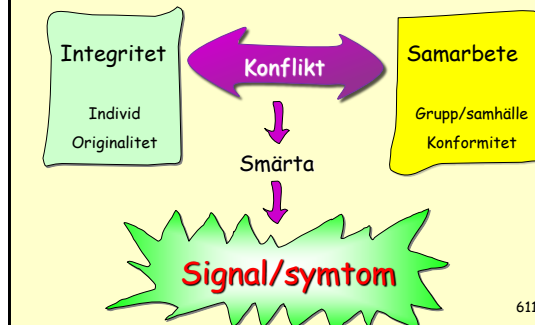 Integritet
Individ
Originalitet
Konflikt
Samarbete
Grupp/samhälle
Konformitet
Smärta
Signal/symtom
611